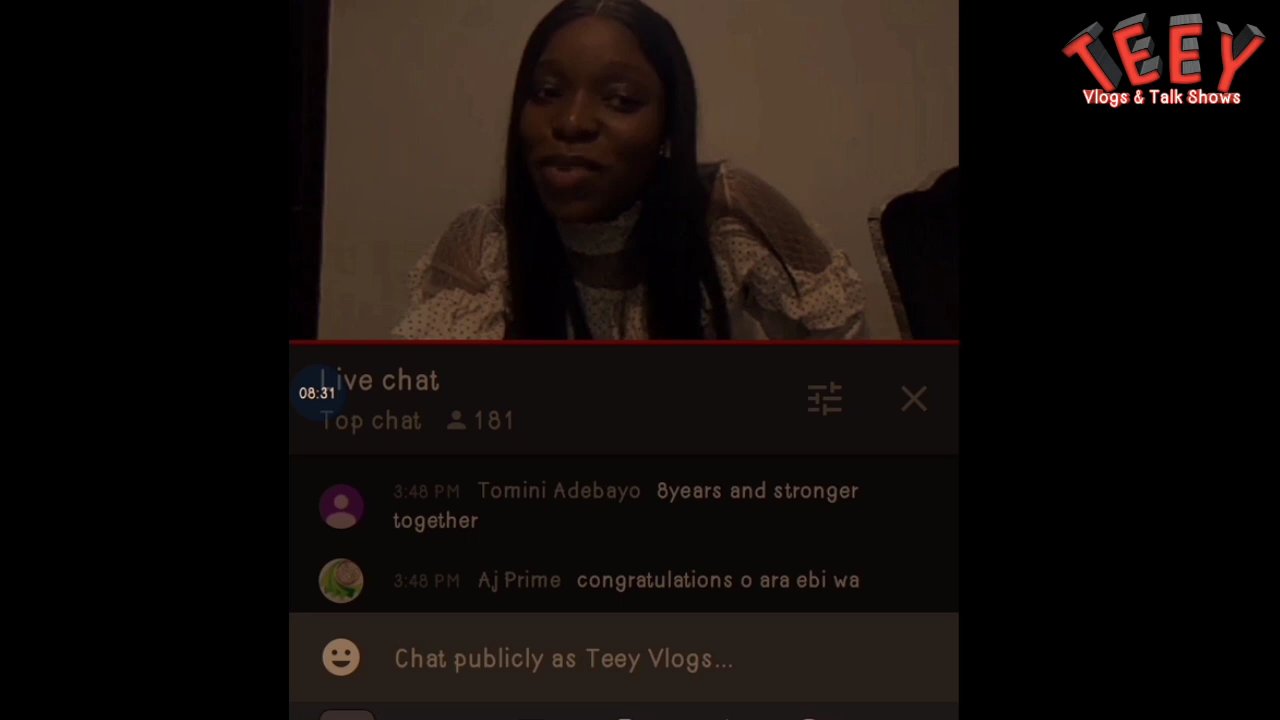 TEEY
Vlogs & Talk Shows
Live chat
08:31
Top chat 181
3:48 PM Tomini Adebayo 8years and stronger
together
3:48 PM Aj Prime congratulations o ara ebi wa
Chat publicly as Teey Vlogs...